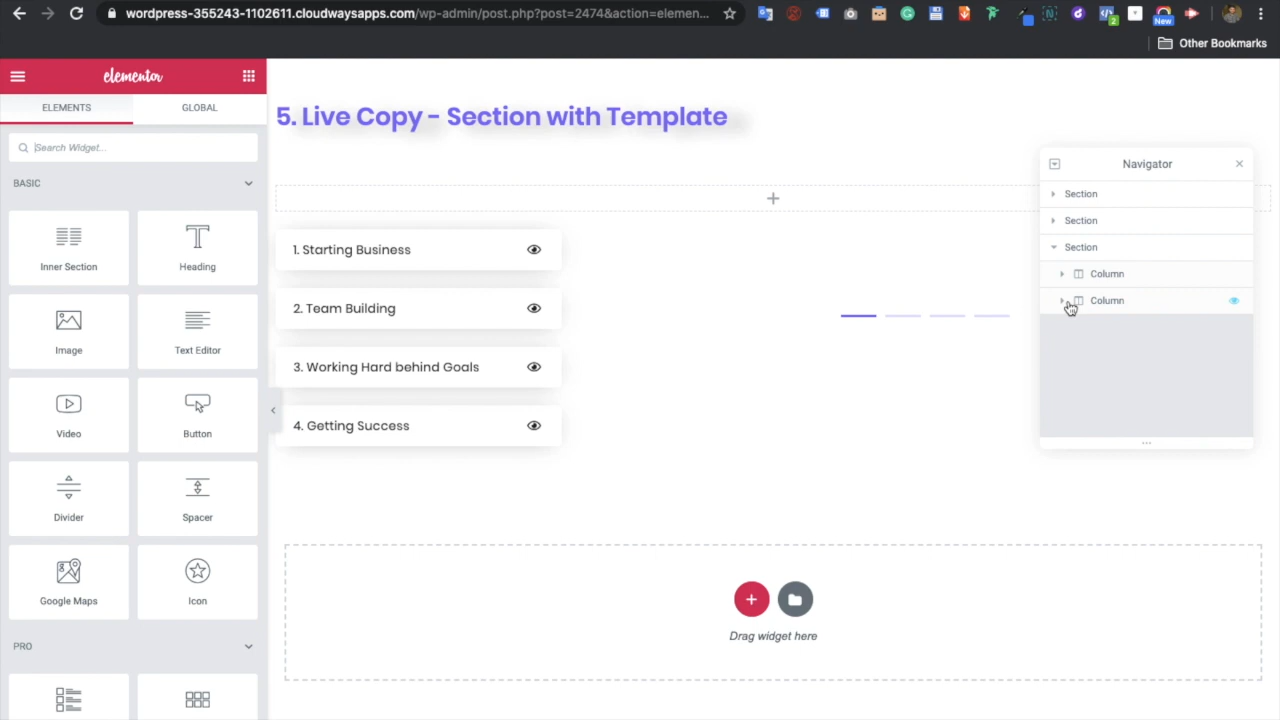 wordpress-355243-1102611.cloudwaysapps.com/wp-admin/post.php?post=2474&action=elemen...
2
New
Other Bookmarks
elementor
ELEMENTS
GLOBAL
Search Widget...
BASIC
Inner Section
Heading
Image
Text Editor
Video
Button
Divider
Spacer
Google Maps
Icon
PRO
5. Live Copy - Section with Template
1. Starting Business
2. Team Building
3. Working Hard behind Goals
4. Getting Success
Drag widget here
Navigator
Section
Section
Section
Column
Column